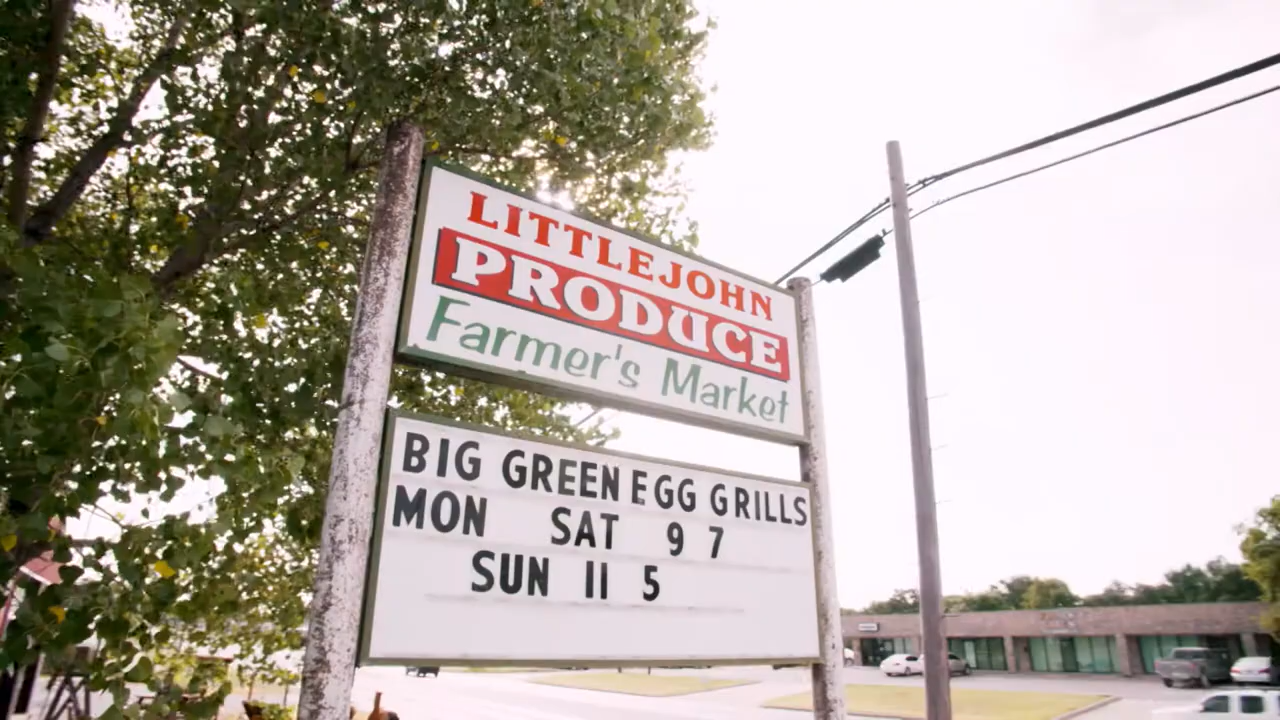 LITTLEJOHN
PRODUCE
Farmer's Market
BIG GREEN EGG GRILLS
MON SAT 9 7
SUN 11 5